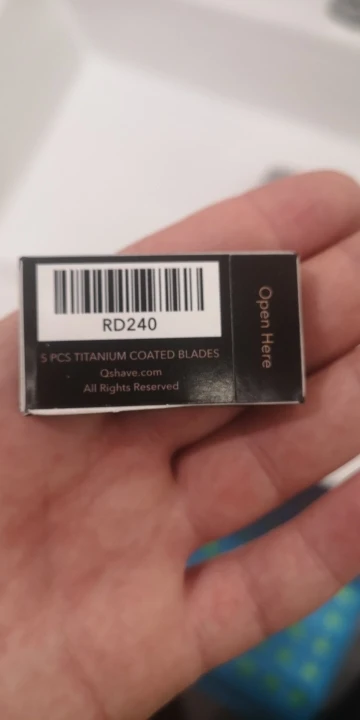 RD240
5 PCS TITANIUM COATED BLADES
Qshave.com
All Rights Reserved
Open Here